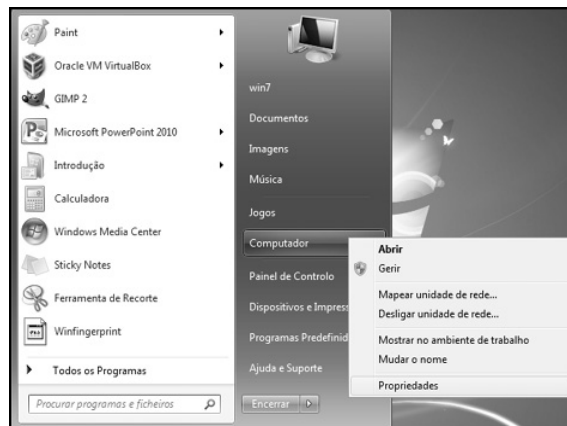 Paint
Oracle VM VirtualBox
GIMP 2
Microsoft PowerPoint 2010
Introdução
Calculadora
Windows Media Center
Sticky Notes
Ferramenta de Recorte
Winfingerprint
Todos os Programas
Procurar programas e ficheiros
win7
Documentos
Imagens
Música
Jogos
Computador
Painel de Controlo
Dispositivos e Impress
Programas Predefinid
Ajuda e Suporte
Encerrar
Abrir
Gerir
Mapear unidade de rede...
Desligar unidade de rede...
Mostrar no ambiente de trabalho
Mudar o nome
Propriedades